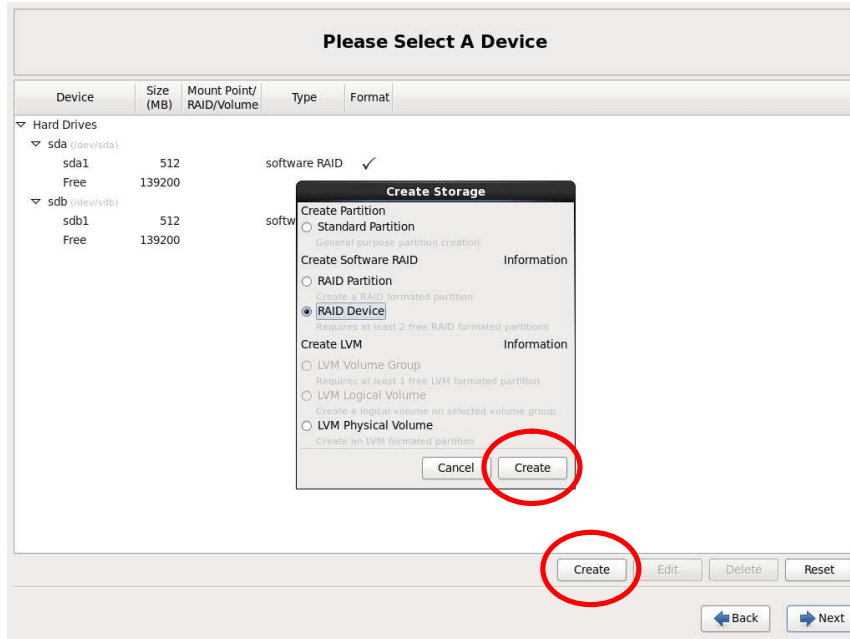 Please Select A Device
Device Size (MB) Mount Point/ RAID/Volume Type Format
Hard Drives
sda (/dev/sda)
sda1 512 software RAID ✓
Free 139200
sdb (/dev/sdb)
sdb1 512 softw
Free 139200
Create Storage
Create Partition
Standard Partition
General purpose partition creation
Create Software RAID Information
RAID Partition
Create a RAID formated partition
RAID Device
Requires at least 2 free RAID formated partitions
Create LVM Information
LVM Volume Group
Requires at least 1 free LVM formated partition
LVM Logical Volume
Create a logical volume on selected volume group
LVM Physical Volume
Create an LVM formated partition
Cancel Create
Create Edit Delete Reset
Back Next